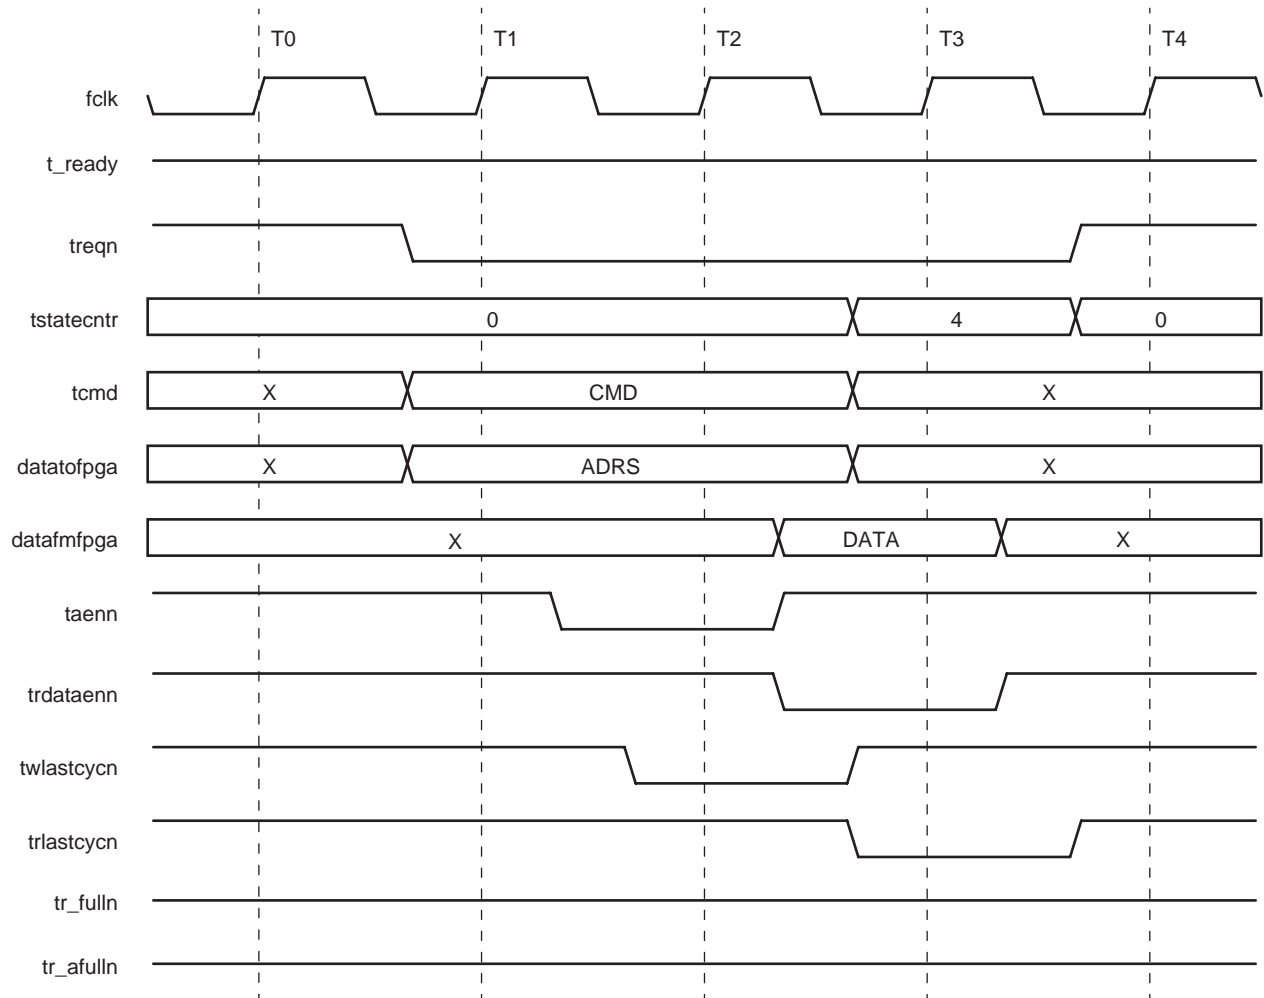 T0 T1 T2 T3 T4
fclk
t_ready
treqn
tstatecntr 0 4 0
tcmd X CMD X
datatofpga X ADRS X
datafmfpga X DATA X
taenn
trdataenn
twlastcycn
trlastcycn
tr_fulln
tr_afulln